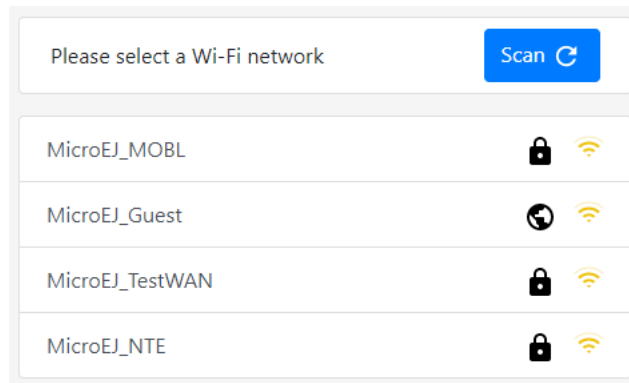 Please select a Wi-Fi network
Scan
MicroEJ_MOBL
MicroEJ_Guest
MicroEJ_TestWAN
MicroEJ_NTE